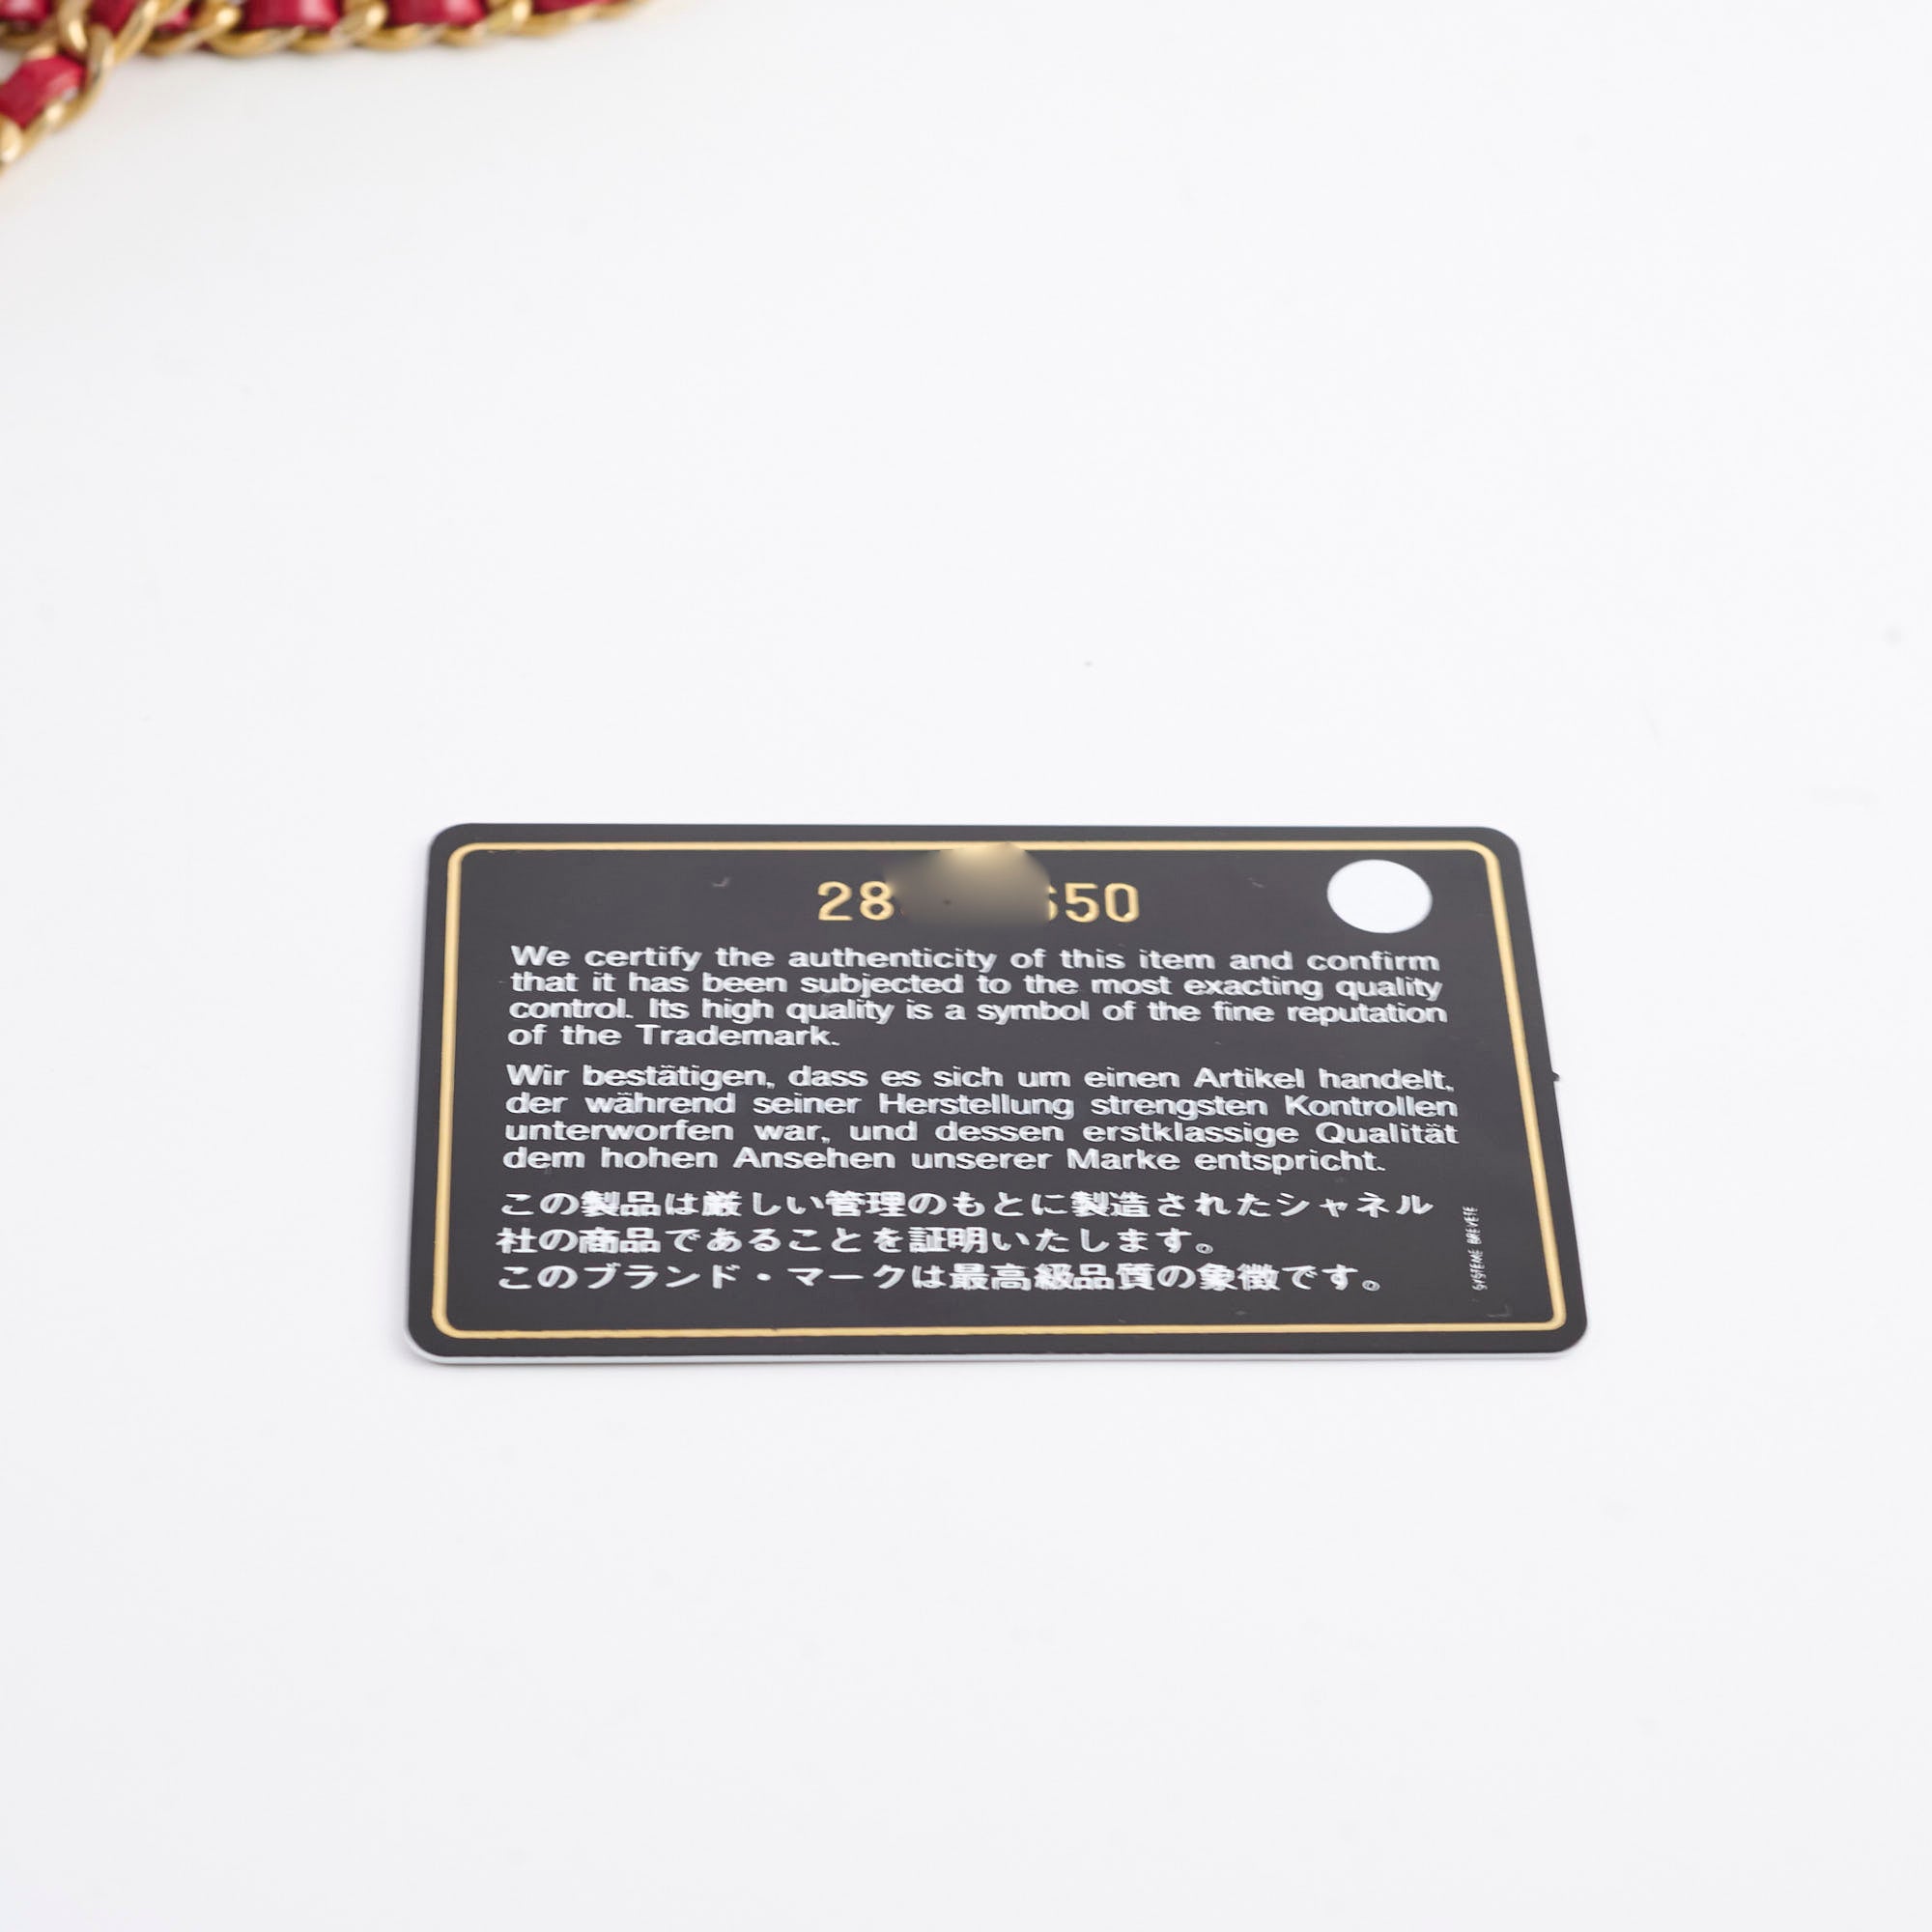 28 650
We certify the authenticity of this item and confirm
that it has been subjected to the most exacting quality
control. Its high quality is a symbol of the fine reputation
of the Trademark.
Wir bestätigen, dass es sich um einen Artikel handelt,
der während seiner Herstellung strengsten Kontrollen
unterworfen war, und dessen erstklassige Qualität
dem hohen Ansehen unserer Marke entspricht.
この製品は厳しい管理のもとに製造されたシャネル
社の商品であることを証明いたします。
このブランド・マークは最高級品質の象徴です。
SYSTEME BREVETE